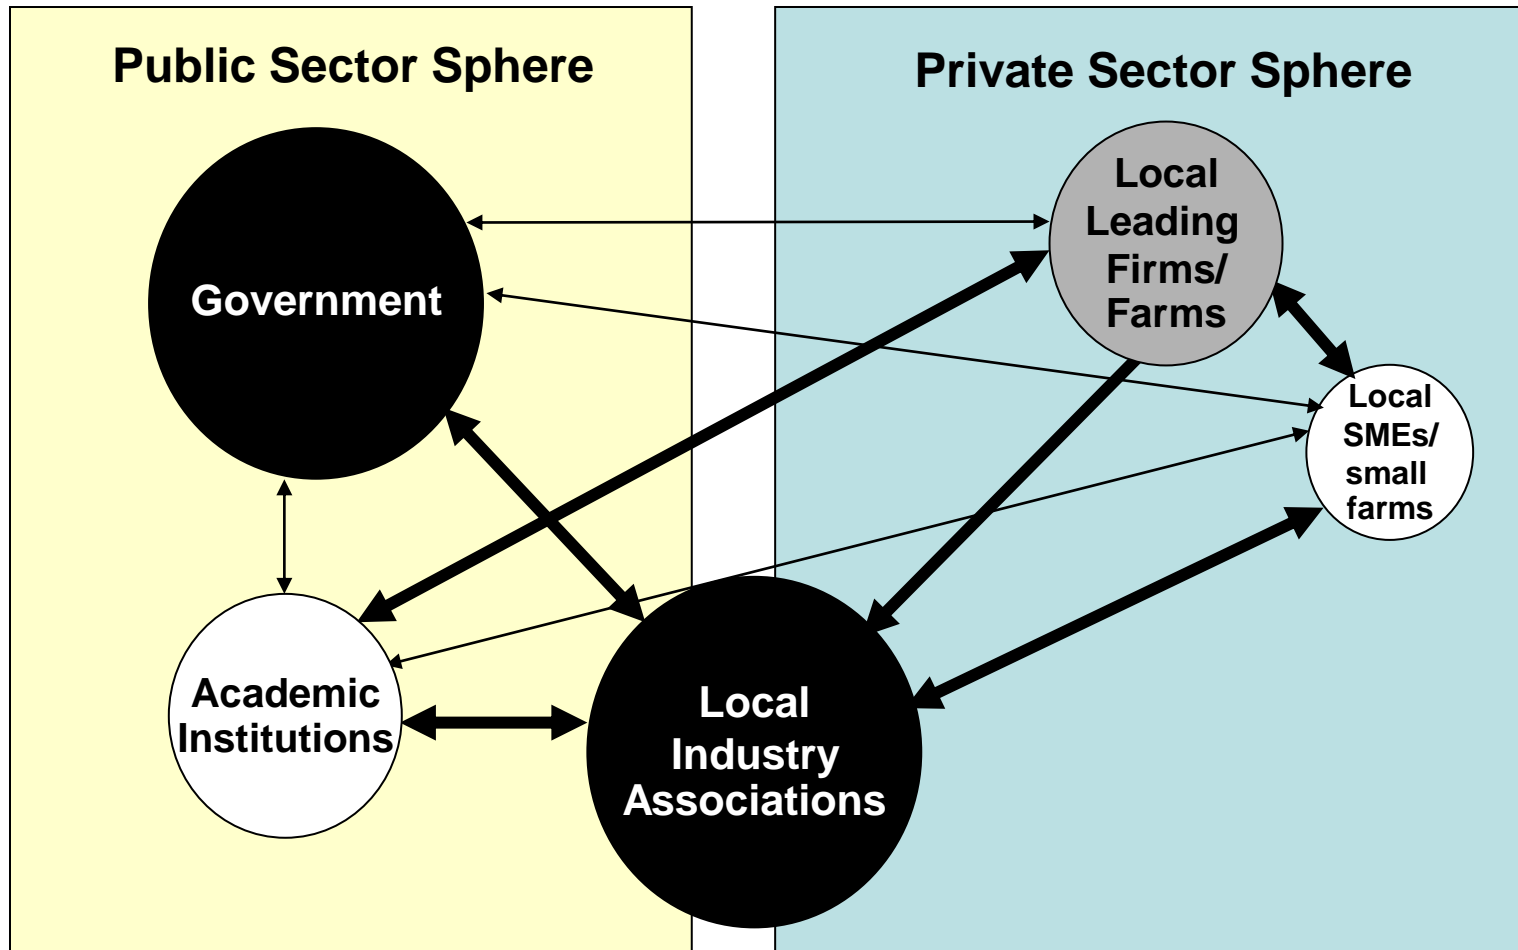 Public Sector Sphere
Private Sector Sphere
Government
Local
Leading
Firms/
Farms
Local
SMEs/
small
farms
Academic
Institutions
Local
Industry
Associations